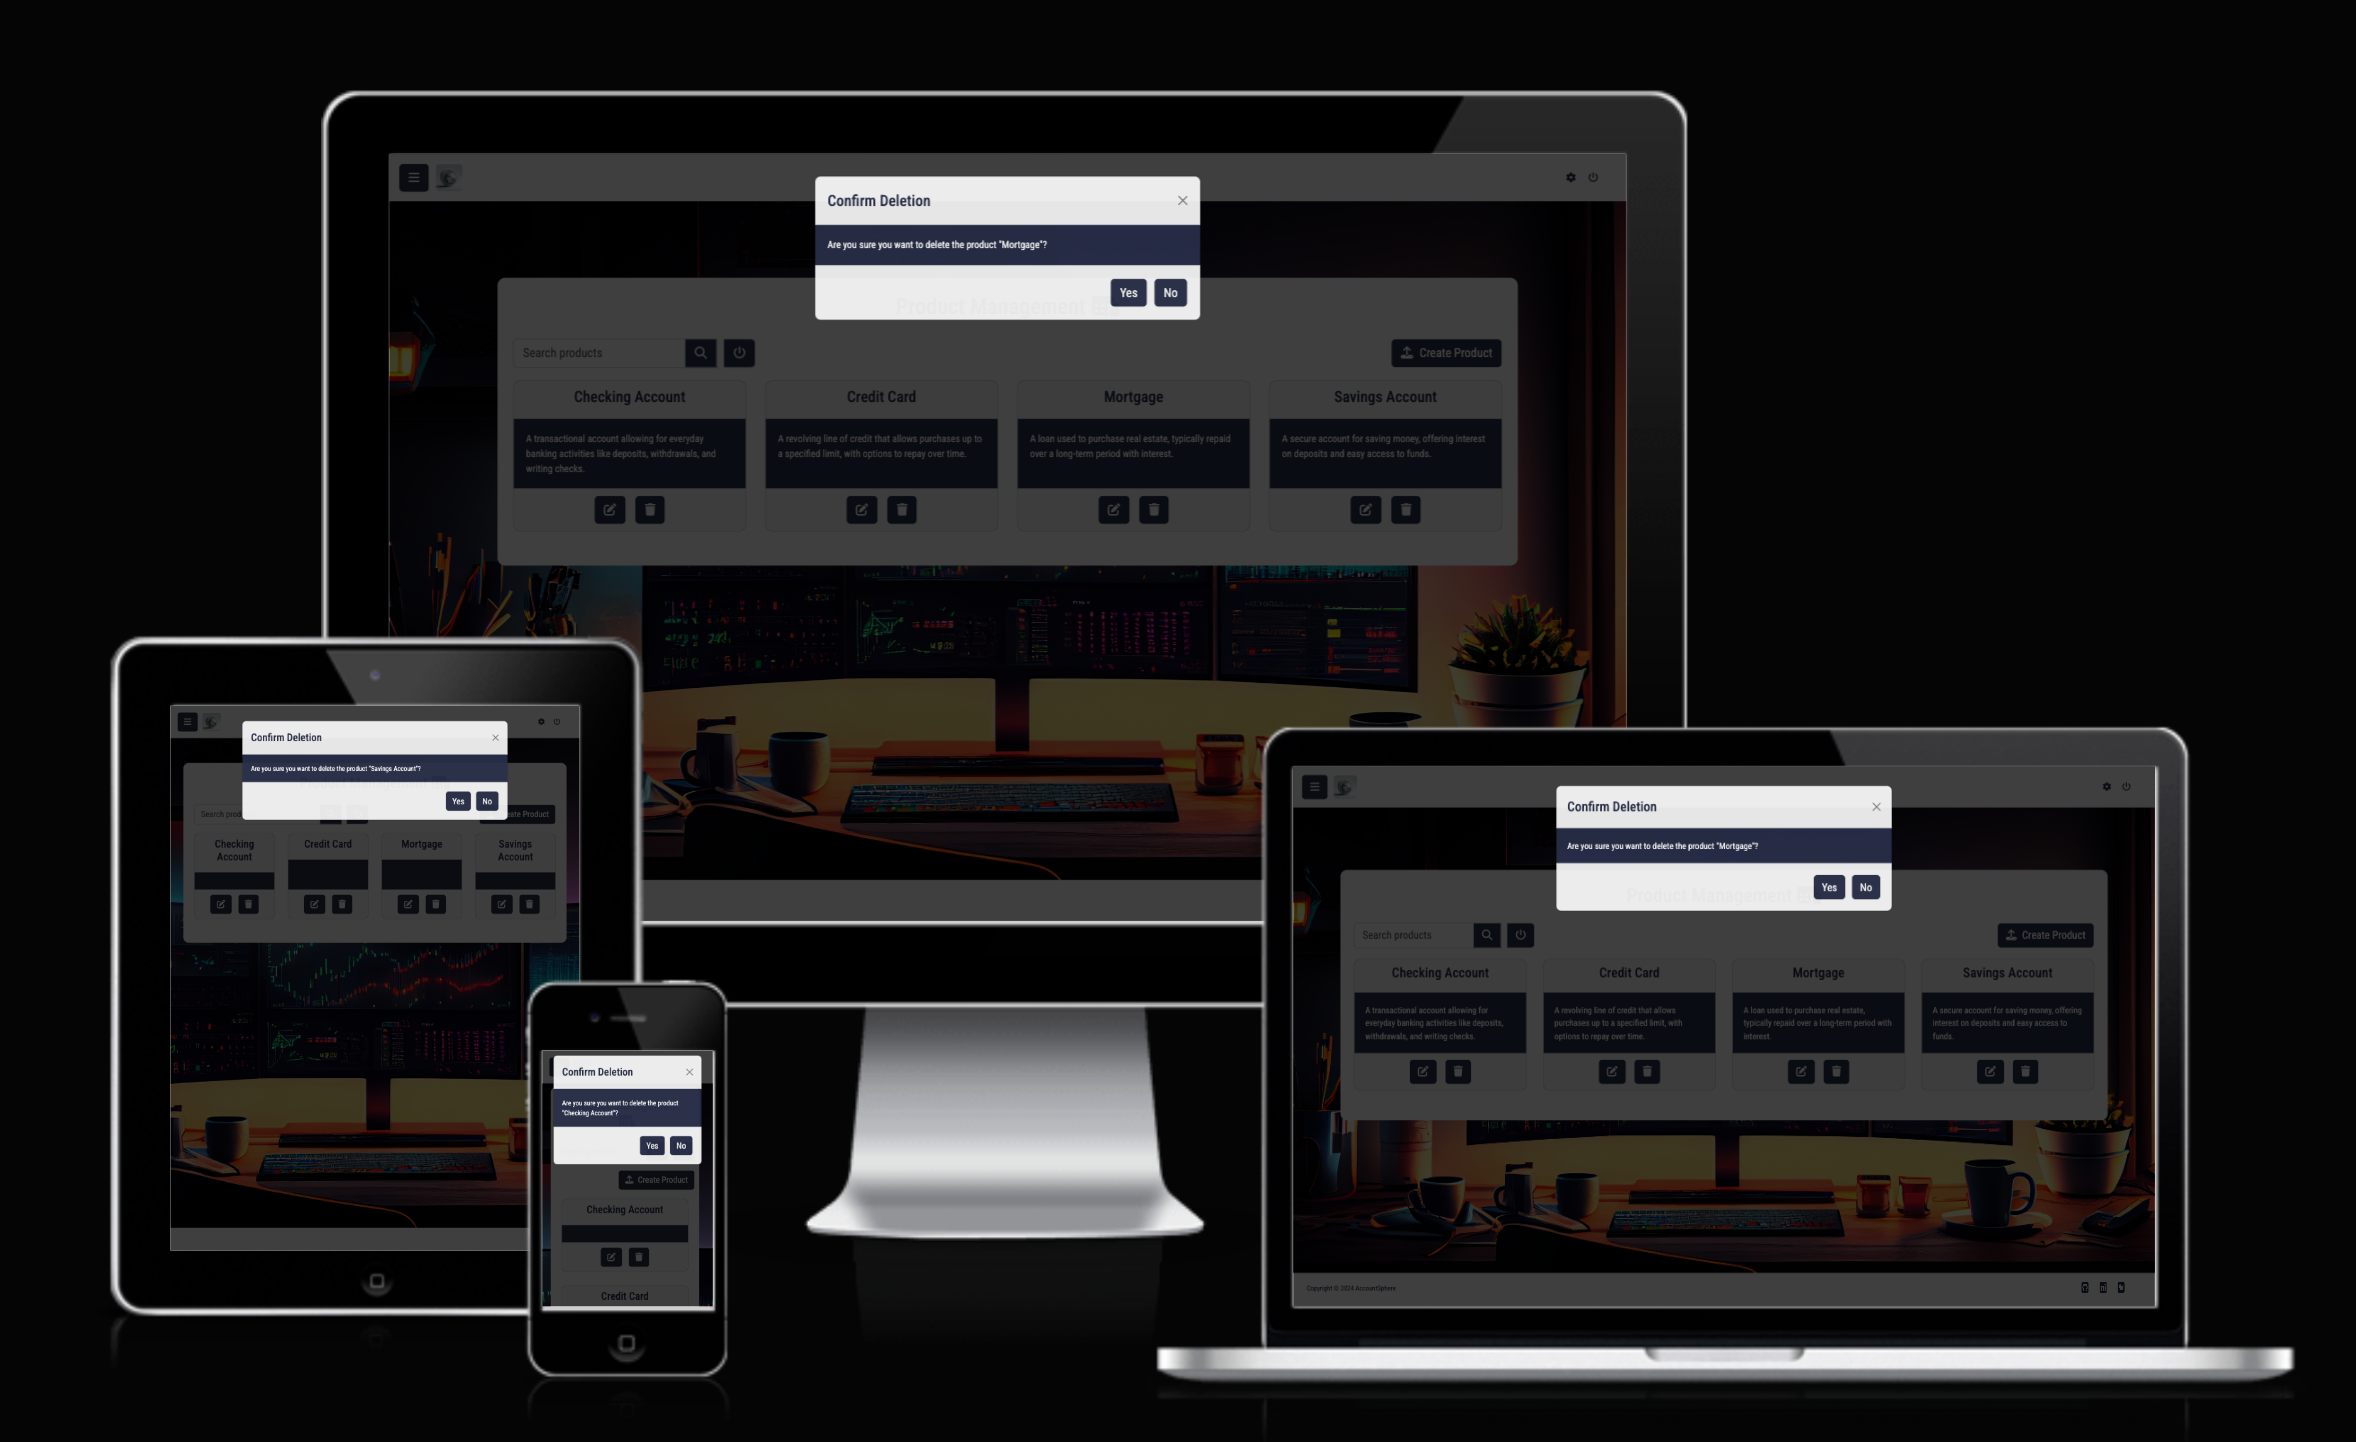 Confirm Deletion
Are you sure you want to delete the product "Mortgage"?
Yes No
Product Management
Search products
Create Product
Checking Account
A transactional account allowing for everyday
banking activities like deposits, withdrawals, and
writing checks.
Credit Card
A revolving line of credit that allows purchases up to
a specified limit, with options to repay over time.
Mortgage
A loan used to purchase real estate, typically repaid
over a long-term period with interest.
Savings Account
A secure account for saving money, offering interest
on deposits and easy access to funds.
Confirm Deletion
Are you sure you want to delete the product "Savings Account"?
Yes No
Checking
Account
Credit Card
Mortgage
Savings
Account
Confirm Deletion
Are you sure you want to delete the product
"Checking Account"?
Yes No
Create Product
Checking Account
Credit Card
Confirm Deletion
Are you sure you want to delete the product "Mortgage"?
Yes No
Product Management
Search products
Create Product
Checking Account
A transactional account allowing for
everyday banking activities like deposits,
withdrawals, and writing checks.
Credit Card
A revolving line of credit that allows
purchases up to a specified limit, with
options to repay over time.
Mortgage
A loan used to purchase real estate,
typically repaid over a long-term period with
interest.
Savings Account
A secure account for saving money, offering
interest on deposits and easy access to
funds.
Copyright © 2024 AccountSphere